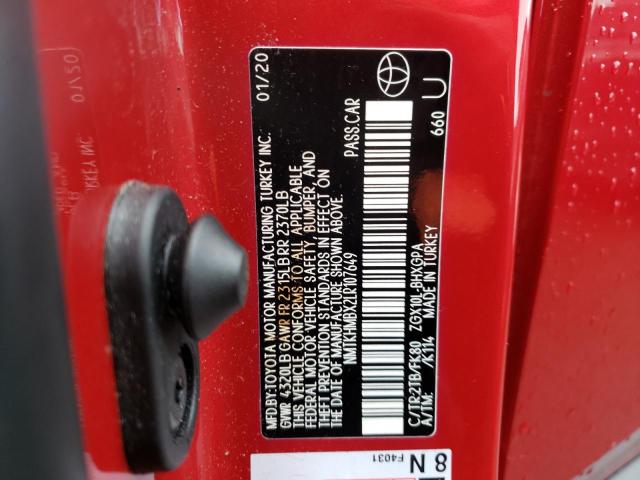 MFD.BY:TOYOTA MOTOR MANUFACTURING TURKEY INC. 01/20
GVWR 4320LB GAWR FR 2315LB RR 2370LB
THIS VEHICLE CONFORMS TO ALL APPLICABLE
FEDERAL MOTOR VEHICLE SAFETY, BUMPER, AND
THEFT PREVENTION STANDARDS IN EFFECT ON
THE DATE OF MANUFACTURE SHOWN ABOVE.
NMTKHMBX2LR107649 PASS.CAR
C/TR:2TB/FK80 ZGX10L-BHXGPA 660 U
A/TM: /K114 MADE IN TURKEY
8 N
F4031